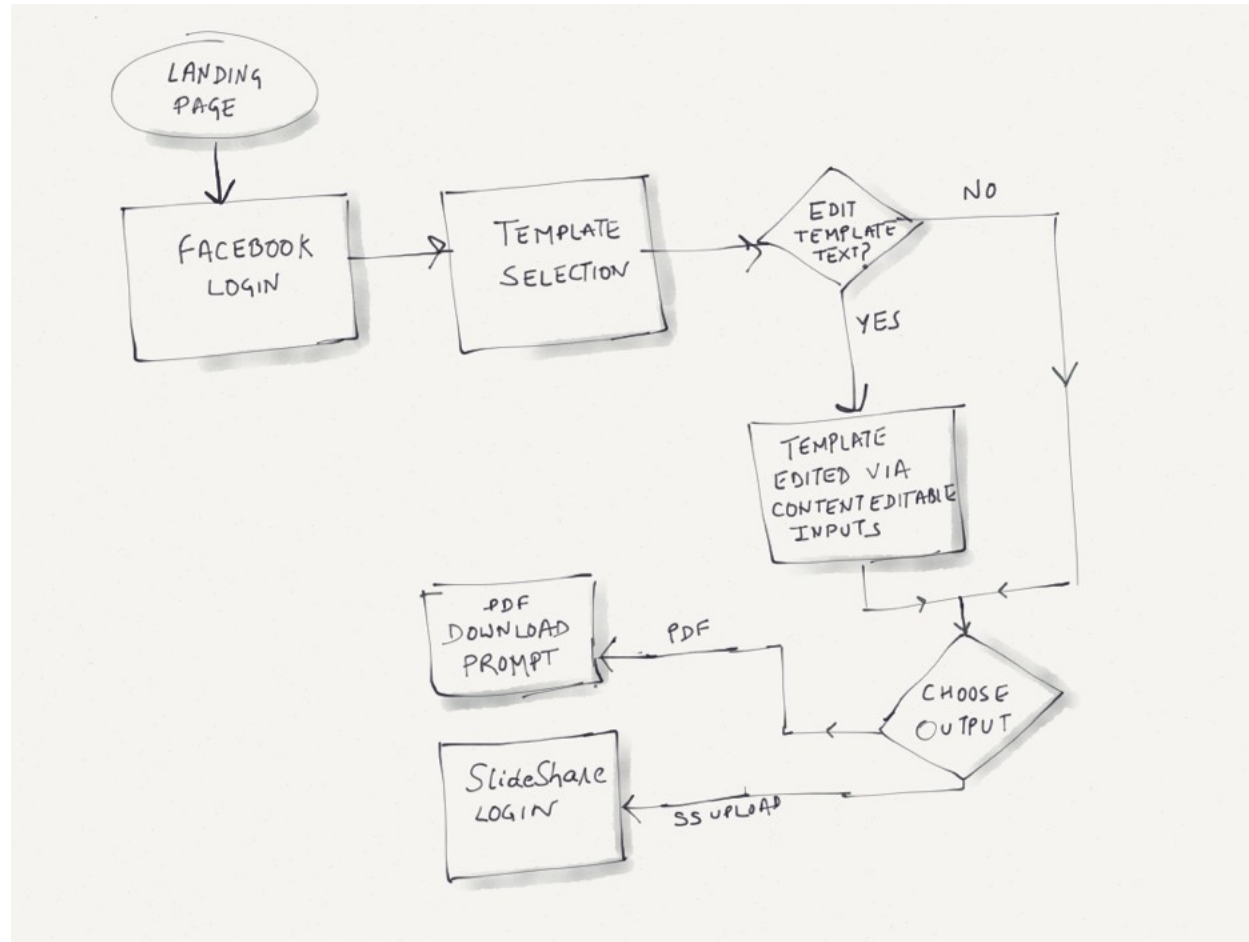 LANDING
PAGE
FACEBOOK
LOGIN
TEMPLATE
SELECTION
EDIT
TEMPLATE
TEXT?
NO
YES
TEMPLATE
EDITED VIA
CONTENTEDITABLE
INPUTS
CHOOSE
OUTPUT
PDF
PDF
DOWNLOAD
PROMPT
SS UPLOAD
SlideShare
LOGIN